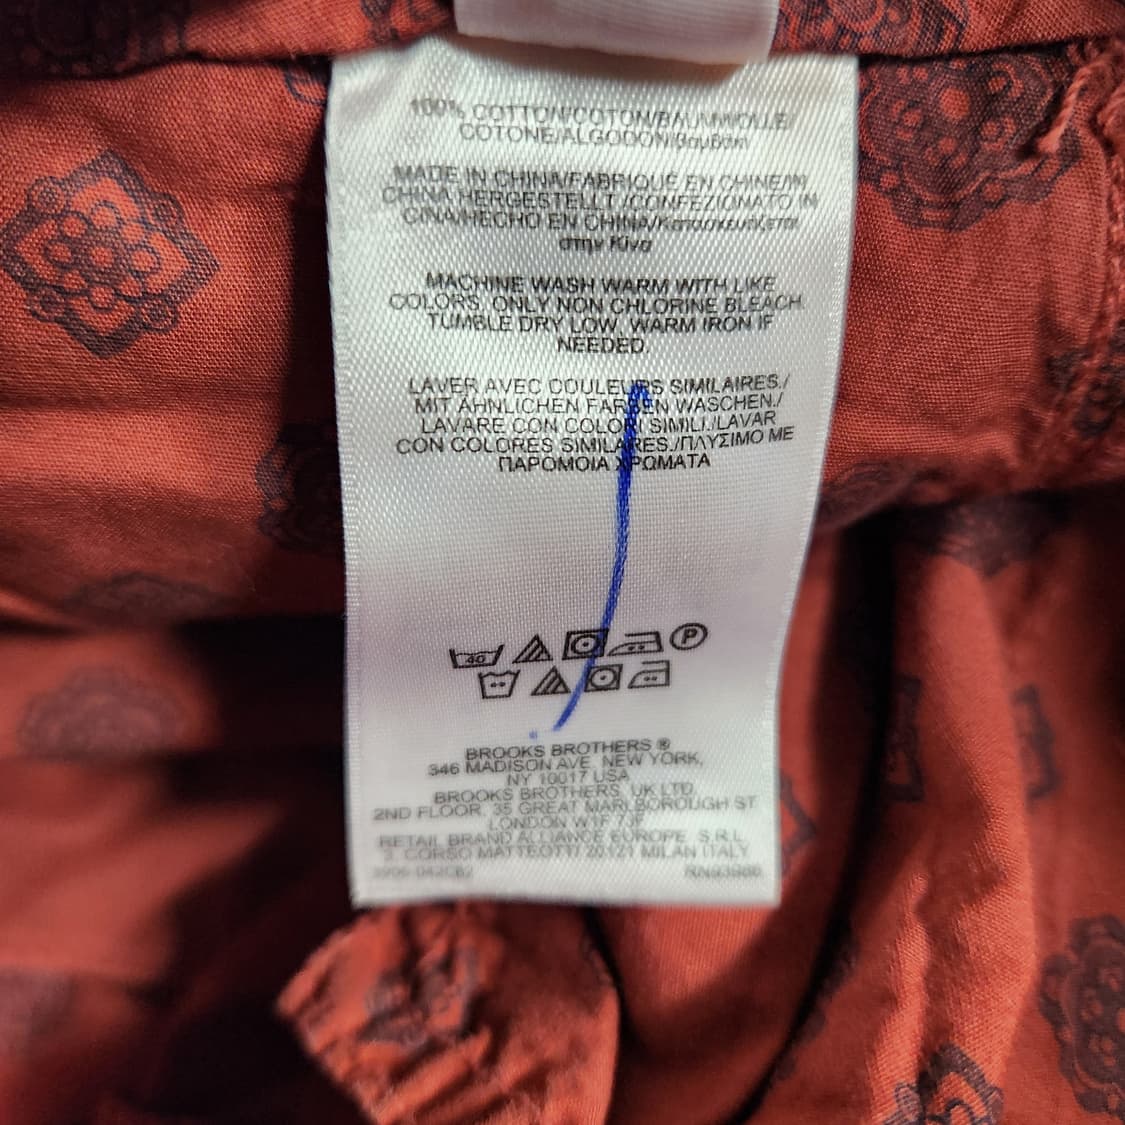 100% COTTON/COTON/BAUMWOLLE/
COTONE/ALGODON/βαμβάκι
MADE IN CHINA/FABRIQUÉ EN CHINE/IN
CHINA HERGESTELLT /CONFEZIONATO IN
CINA/HECHO EN CHINA/Κατασκευάζεται
στην Κίνα
MACHINE WASH WARM WITH LIKE
COLORS. ONLY NON CHLORINE BLEACH.
TUMBLE DRY LOW. WARM IRON IF
NEEDED.
LAVER AVEC COULEURS SIMILAIRES./
MIT ÄHNLICHEN FARBEN WASCHEN./
LAVARE CON COLORI SIMILI./LAVAR
CON COLORES SIMILARES./ΠΛΥΣΙΜΟ ΜΕ
ΠΑΡΟΜΟΙΑ ΧΡΩΜΑΤΑ
40 P
BROOKS BROTHERS ®
346 MADISON AVE, NEW YORK,
NY 10017 USA
BROOKS BROTHERS, UK LTD.
2ND FLOOR, 35 GREAT MARLBOROUGH ST
LONDON W1F 7JF
RETAIL BRAND ALLIANCE EUROPE, S.R.L.
CORSO MATTEOTTI 20121 MILAN ITALY